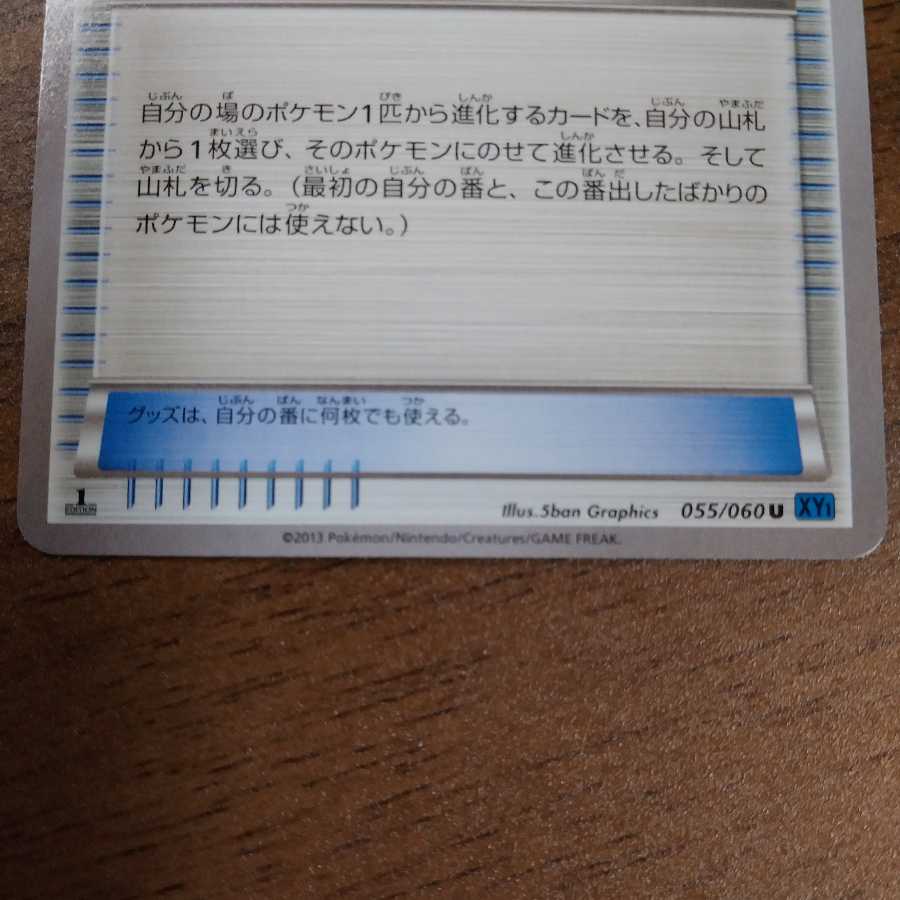 自分の場のポケモン1匹から進化するカードを、自分の山札
から1枚選び、そのポケモンにのせて進化させる。そして
山札を切る。（最初の自分の番と、この番出したばかりの
ポケモンには使えない。）
グッズは、自分の番に何枚でも使える。
1 EDITION
Illus. 5ban Graphics 055/060 U XY1
©2013 Pokémon/Nintendo/Creatures/GAME FREAK.